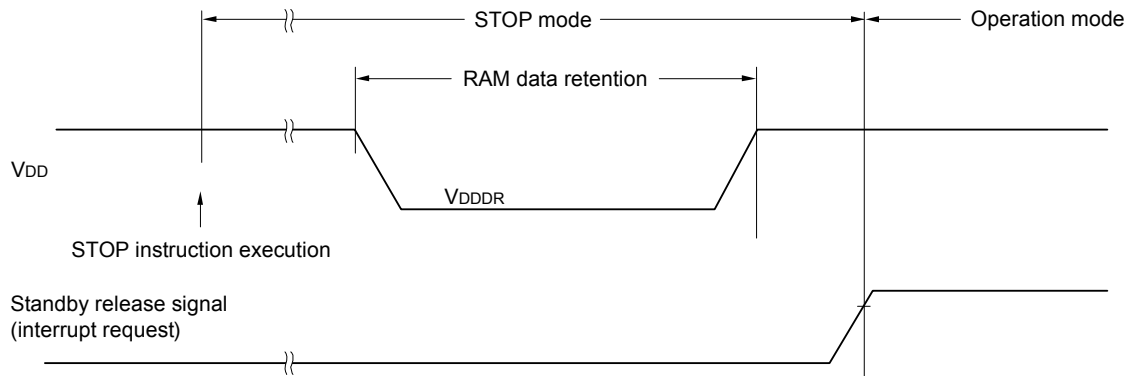 STOP mode
Operation mode
RAM data retention
VDD
VDDDR
STOP instruction execution
Standby release signal
(interrupt request)